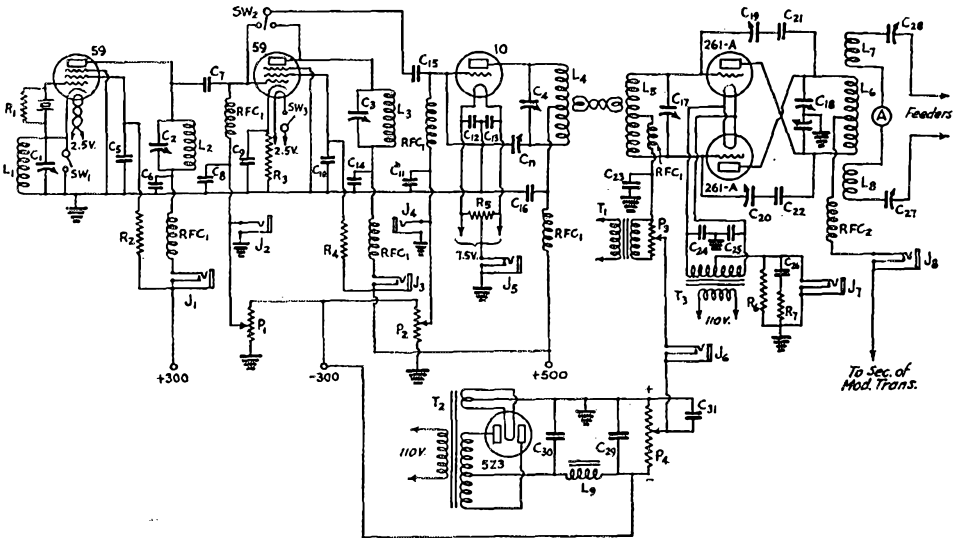 SW2
59
C7
R1
L1
C1
2.5V.
SW1
C5
C2
C6
L2
C8
R2
RFC1
J1
+300
RFC1
J2
P1
59
SW3
2.5V.
C9
R3
C10
C3
L3
C14
R4
RFC1
J3
C15
RFC1
C11
J4
P2
-300
10
C12
C13
C4
Cn
L4
R5
7.5V.
J5
C16
RFC1
+500
L5
C17
RFC1
C23
T1
P3
261-A
261-A
C19
C21
C18
L6
C20
C22
C24
C25
T3
110V.
R6
C26
R7
J7
J6
L7
C28
A
Feeders
L8
C27
RFC2
J8
To Sec. of
Mod. Trans.
T2
110V.
5Z3
C30
L9
C29
+
P4
-
C31